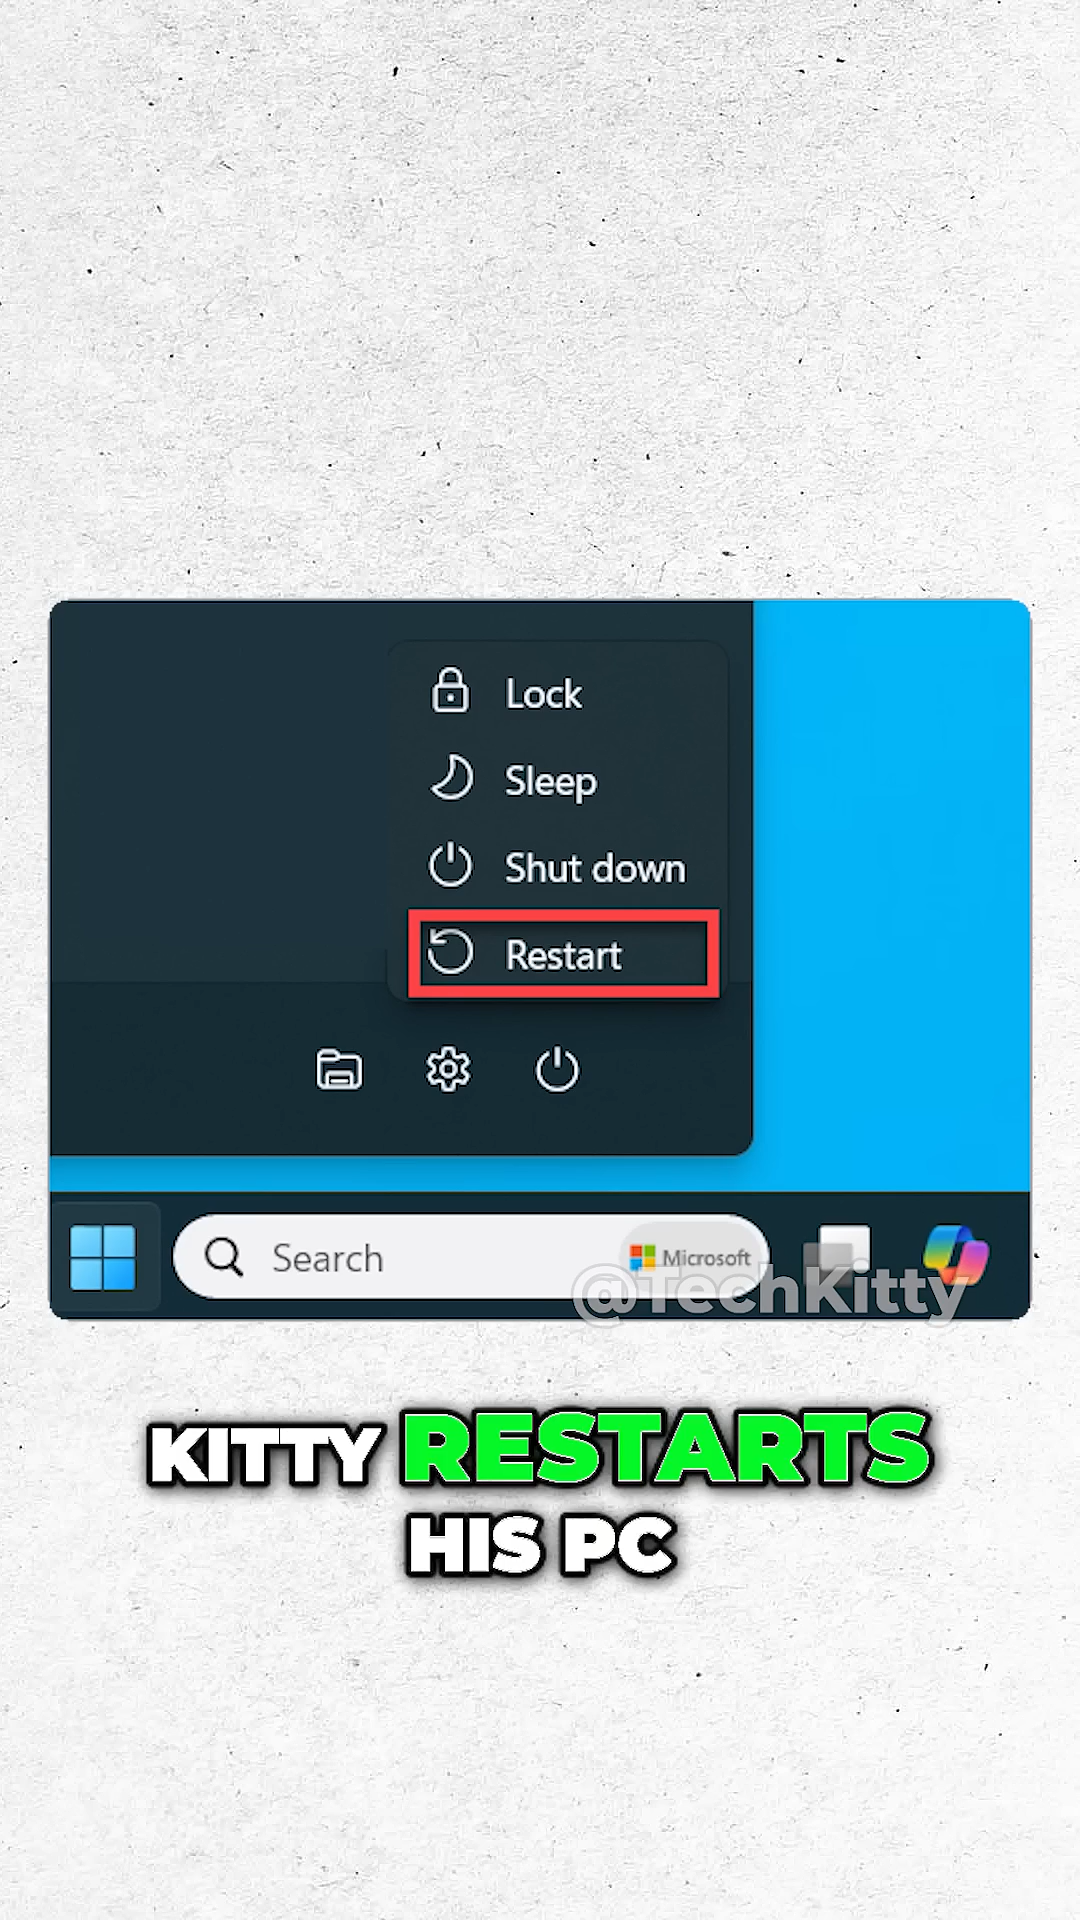 Lock
Sleep
Shut down
Restart
Search
Microsoft
@TechKitty
KITTY RESTARTS
HIS PC